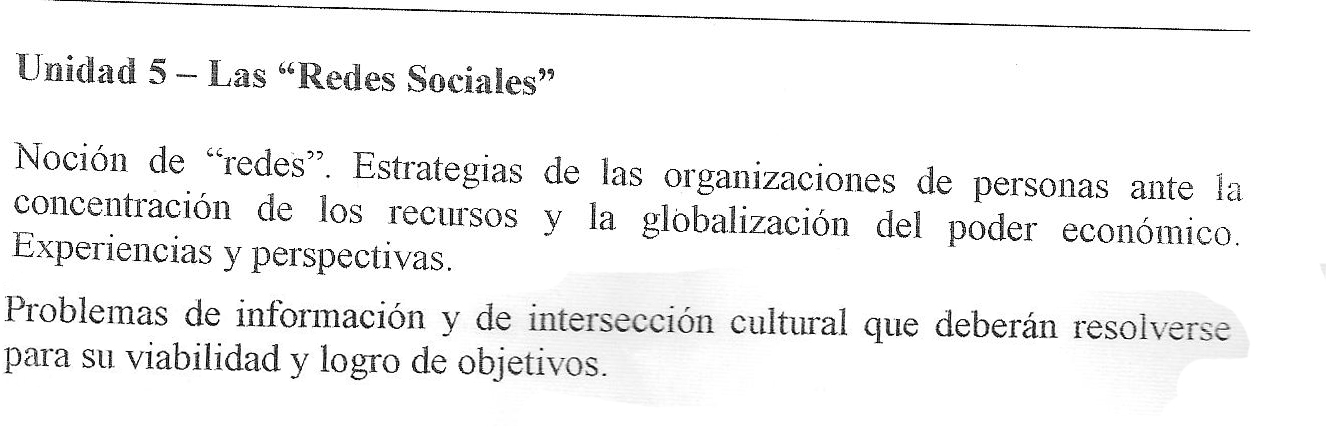 Unidad 5 – Las “Redes Sociales”
Noción de “redes”. Estrategias de las organizaciones de personas ante la
concentración de los recursos y la globalización del poder económico.
Experiencias y perspectivas.
Problemas de información y de intersección cultural que deberán resolverse
para su viabilidad y logro de objetivos.